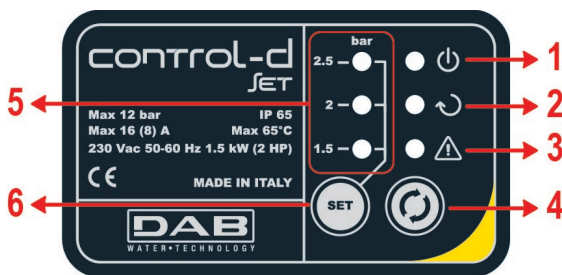 control-d
SET
Max 12 bar IP 65
Max 16 (8) A Max 65°C
230 Vac 50-60 Hz 1.5 kW (2 HP)
CE MADE IN ITALY
DAB
WATER•TECHNOLOGY
bar
2.5
2
1.5
SET
1
2
3
4
5
6